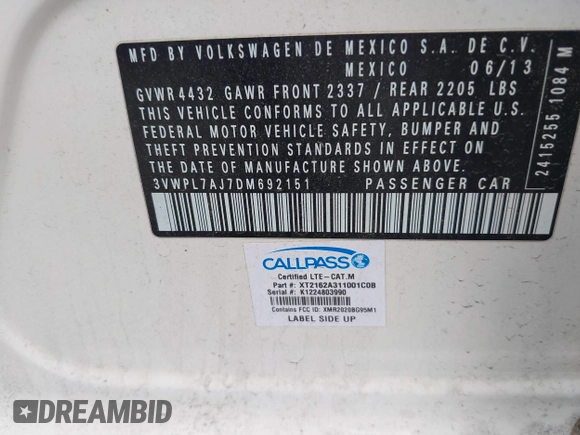 MFD BY VOLKSWAGEN DE MEXICO S.A. DE C.V.
MEXICO 06/13
GVWR 4432 GAWR FRONT 2337 / REAR 2205 LBS
THIS VEHICLE CONFORMS TO ALL APPLICABLE U.S.
FEDERAL MOTOR VEHICLE SAFETY, BUMPER AND
THEFT PREVENTION STANDARDS IN EFFECT ON
THE DATE OF MANUFACTURE SHOWN ABOVE.
3VWPL7AJ7DM692151 PASSENGER CAR
2415255 1084 M
CALLPASS
Certified LTE-CAT.M
Part #: XT2162A311001C0B
Serial #: K1224803990
Contains FCC ID: XMR2020BG95M1
LABEL SIDE UP
DREAMBID